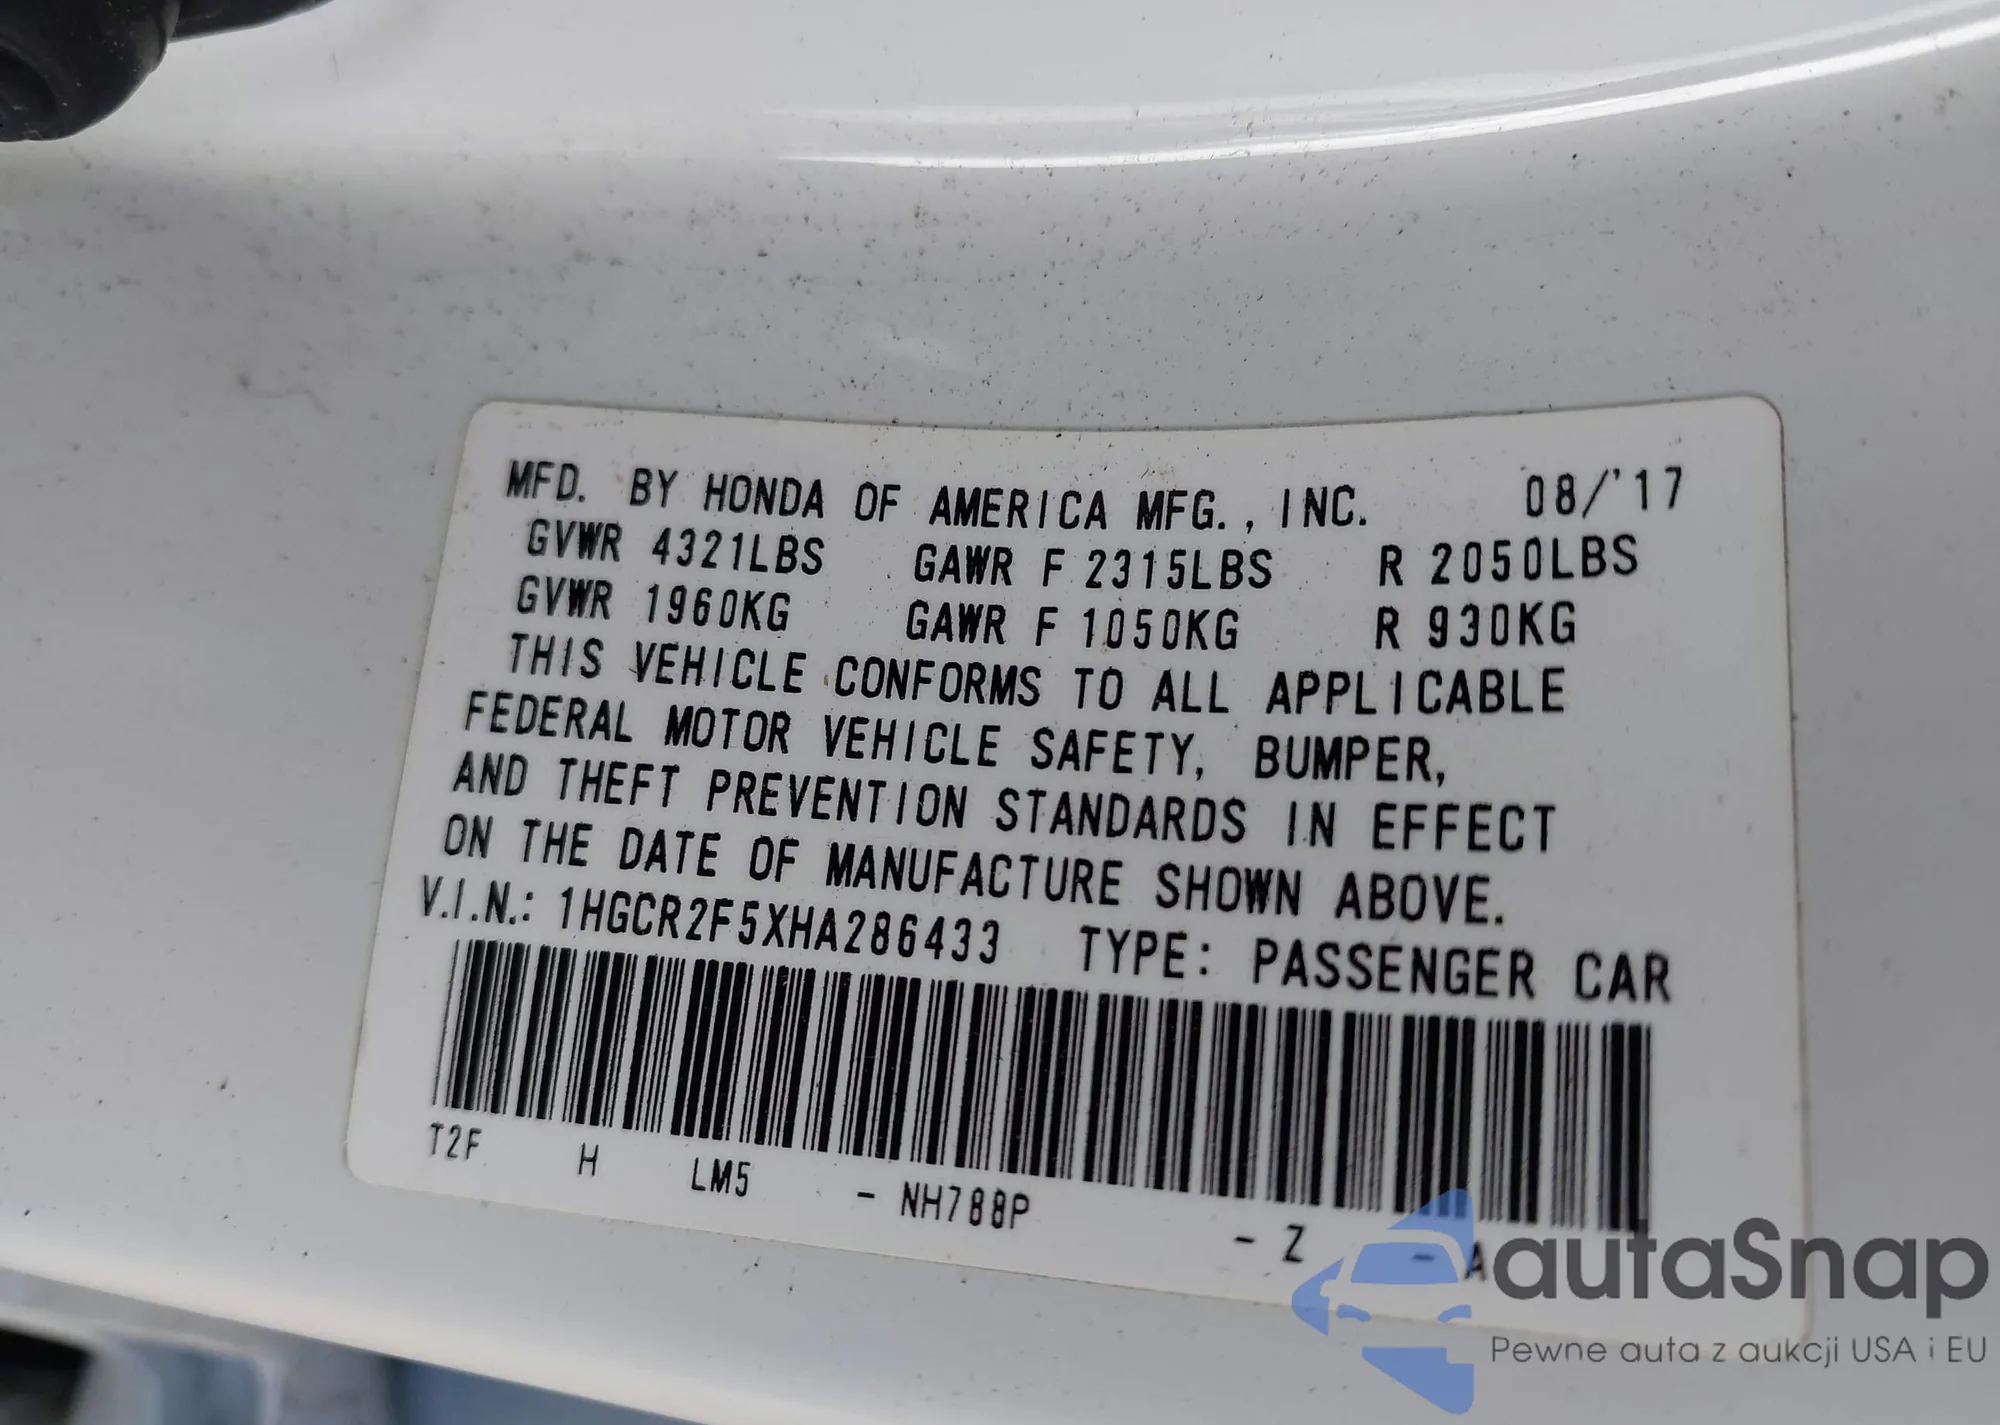 MFD. BY HONDA OF AMERICA MFG., INC. 08/'17
GVWR 4321LBS GAWR F 2315LBS R 2050LBS
GVWR 1960KG GAWR F 1050KG R 930KG
THIS VEHICLE CONFORMS TO ALL APPLICABLE
FEDERAL MOTOR VEHICLE SAFETY, BUMPER,
AND THEFT PREVENTION STANDARDS IN EFFECT
ON THE DATE OF MANUFACTURE SHOWN ABOVE.
V.I.N.: 1HGCR2F5XHA286433 TYPE: PASSENGER CAR
T2F H LM5 - NH788P - Z - A
autaSnap
Pewne auta z aukcji USA i EU